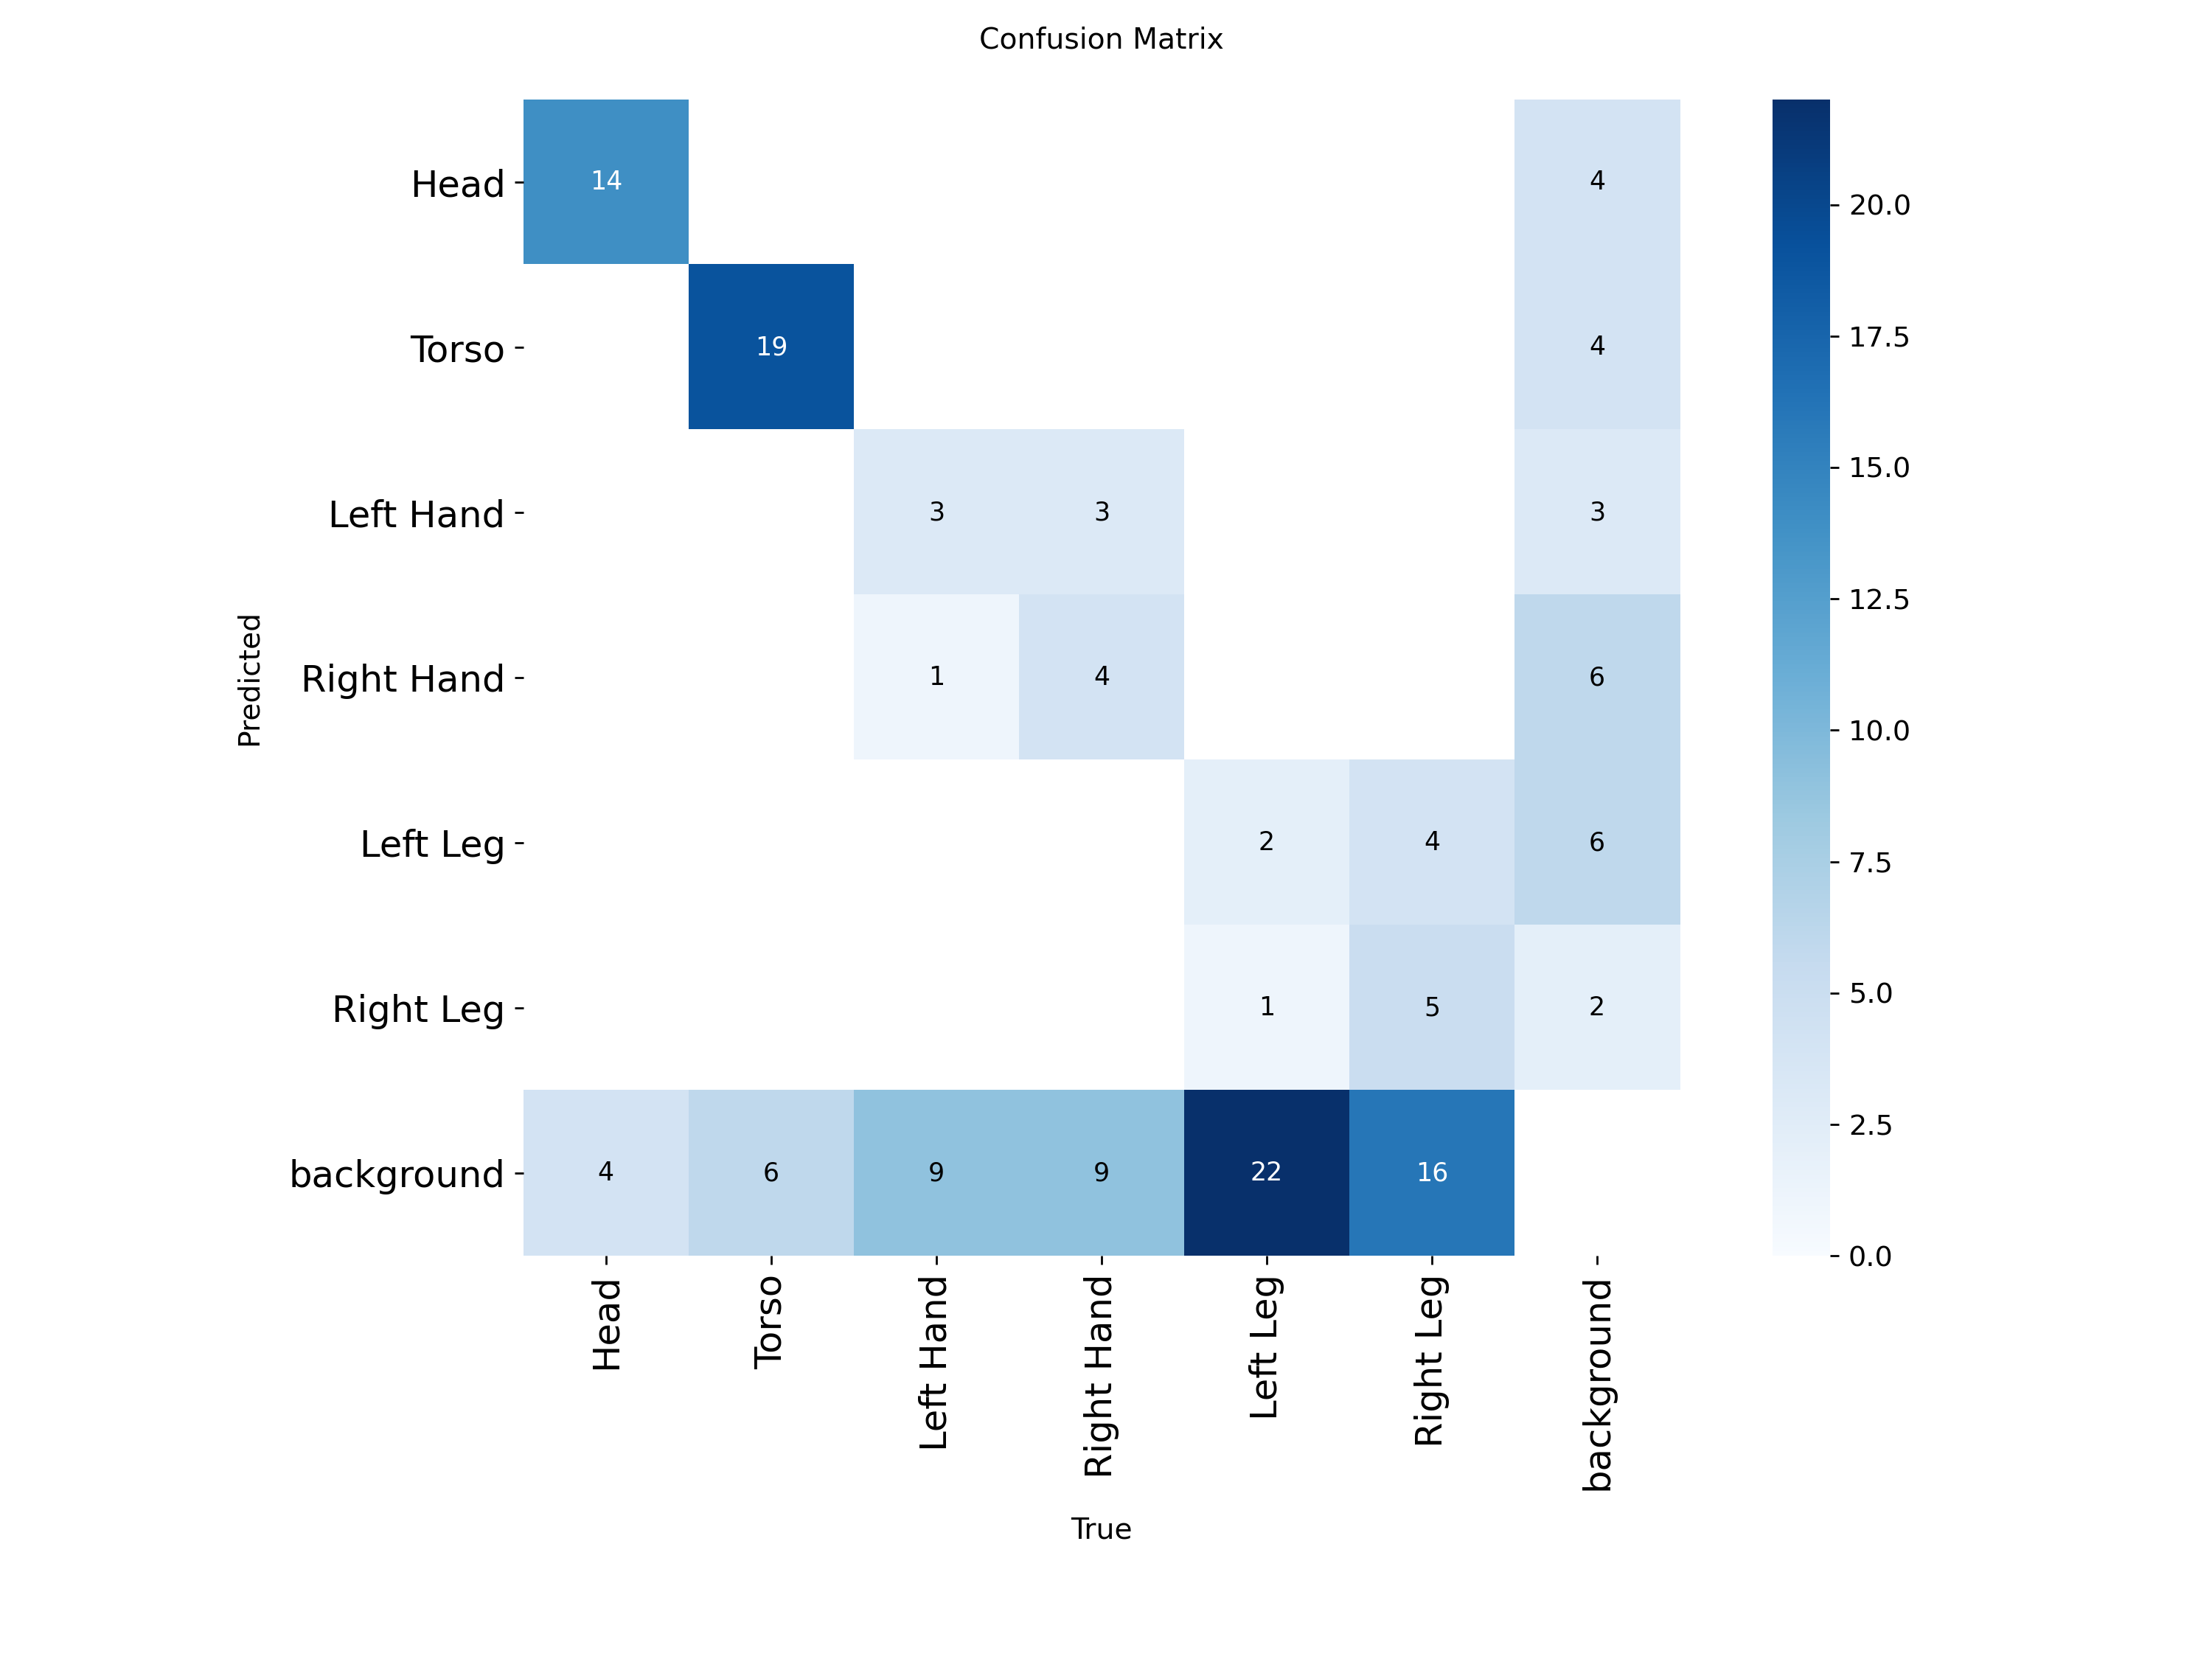 Confusion Matrix
Head
14
4
20.0
Torso
19
4
17.5
15.0
Left Hand
3
3
3
12.5
Predicted
Right Hand
1
4
6
10.0
Left Leg
2
4
6
7.5
Right Leg
1
5
2
5.0
2.5
background
4
6
9
9
22
16
0.0
Head
Torso
Left Hand
Right Hand
Left Leg
Right Leg
background
True